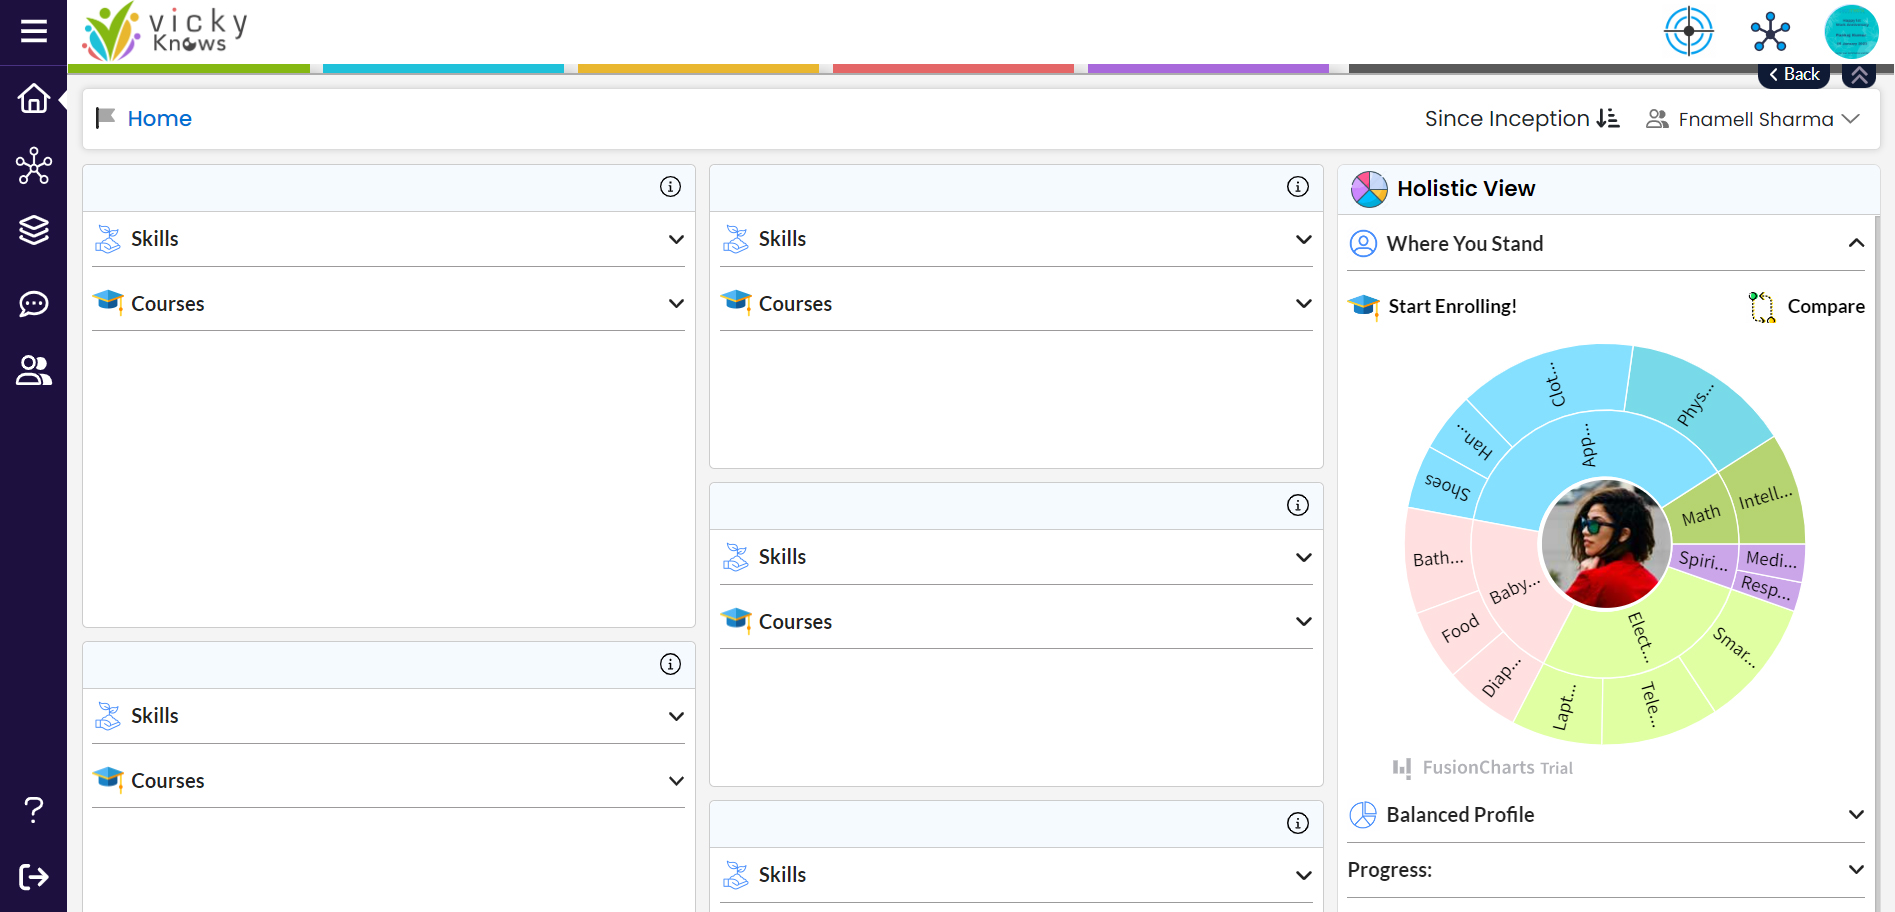 vicky
Knows
Back
Home
Since Inception
Fnamell Sharma
Skills
Courses
Skills
Courses
Skills
Courses
Skills
Courses
Skills
Holistic View
Where You Stand
Start Enrolling!
Compare
Clot...
Phys...
Han...
App...
Shoes
Math
Intell...
Bath...
Baby...
Spiri...
Medi...
Resp...
Food
Elect...
Smar...
Diap...
Lapt...
Tele...
FusionCharts Trial
Balanced Profile
Progress: